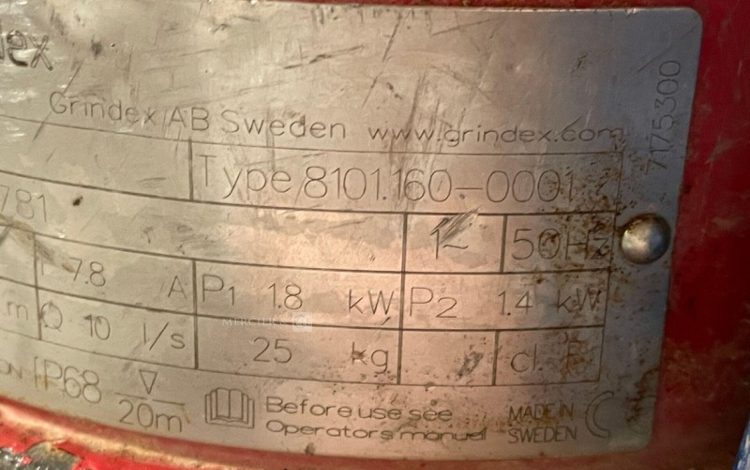 dex
Grindex AB Sweden www.grindex.com
7175300
Type 8101.160-0001
781
1~ 50Hz
I 7.8 A P1 1.8 kW P2 1.4 kW
m Q 10 l/s 25 kg cl. F
ON IP68 ▽ 20m
Before use see
Operators manual
MADE IN
SWEDEN